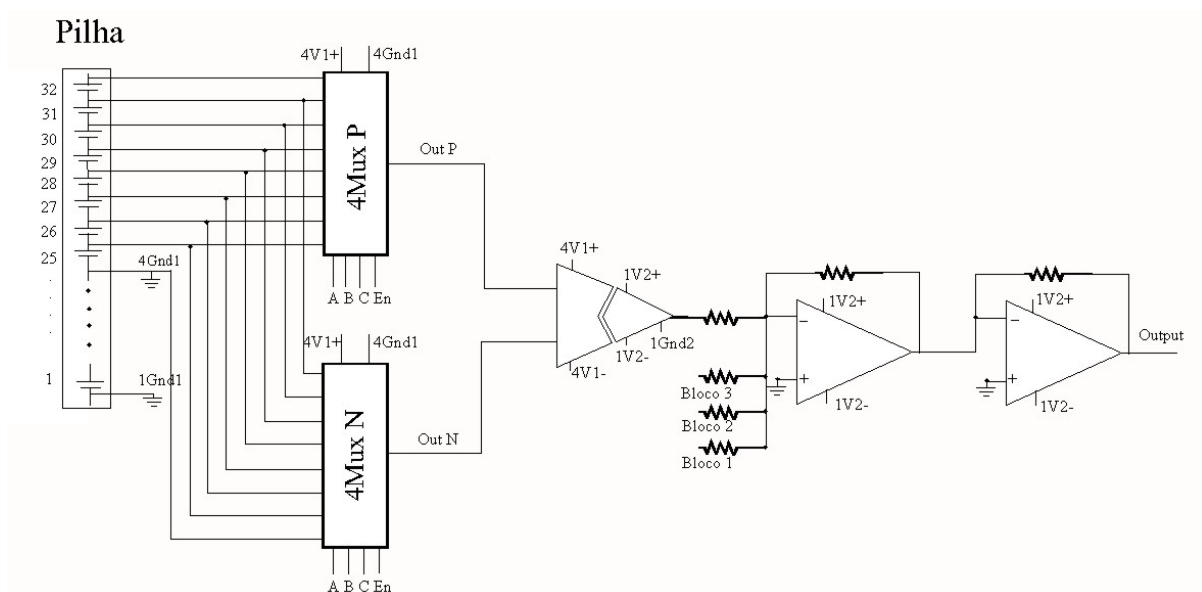 Pilha
4V1+ 4Gnd1
32
31
30
29
28
27
26
25
4Gnd1
4Mux P
Out P
A B C En
4V1+
1V2+
1Gnd2
1V2-
4V1-
1V2+
1V2-
1V2+
1V2-
Output
Bloco 3
Bloco 2
Bloco 1
1
1Gnd1
4V1+ 4Gnd1
4Mux N
Out N
A B C En